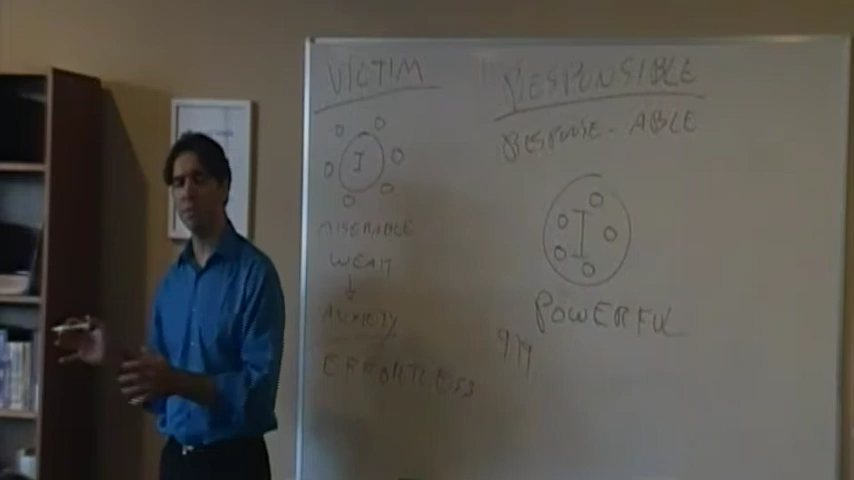 VICTIM
I
MISERABLE
WEAK
ANXIETY
EFFORTLESS
RESPONSIBLE
RESPONSE-ABLE
I
POWERFUL